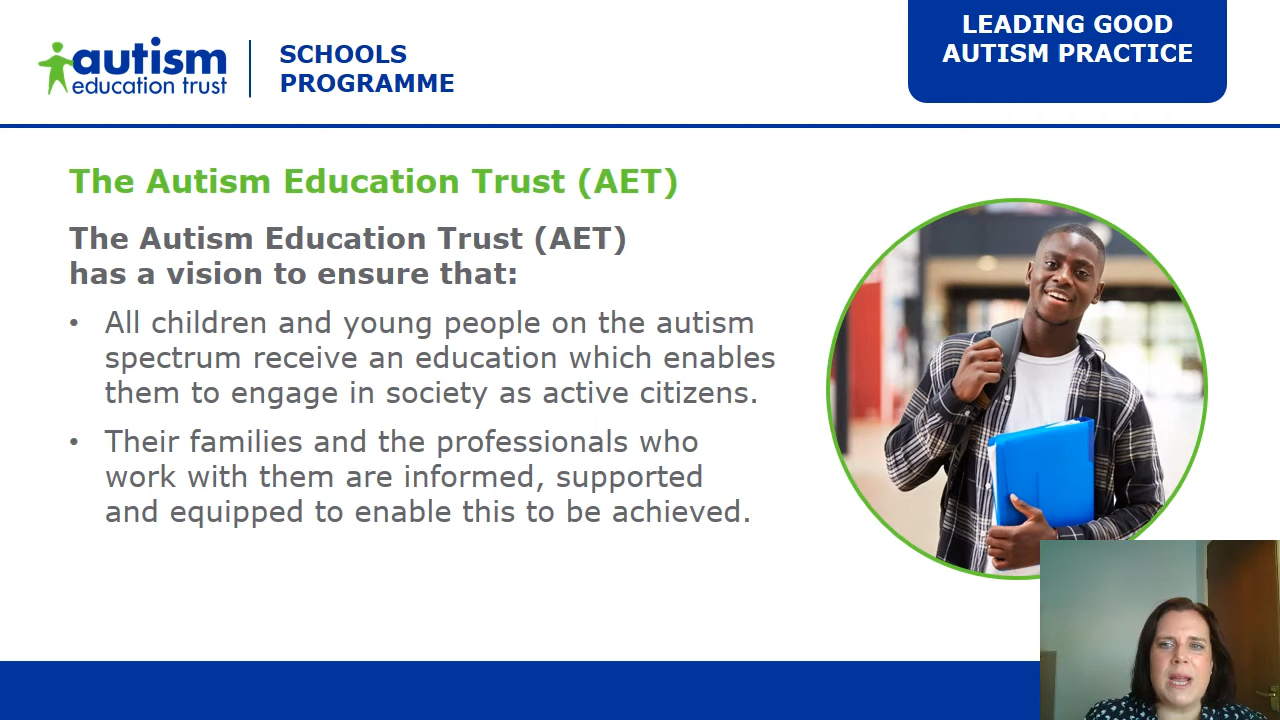 autism
education trust
SCHOOLS
PROGRAMME
LEADING GOOD
AUTISM PRACTICE
The Autism Education Trust (AET)
The Autism Education Trust (AET)
has a vision to ensure that:
• All children and young people on the autism
spectrum receive an education which enables
them to engage in society as active citizens.
• Their families and the professionals who
work with them are informed, supported
and equipped to enable this to be achieved.